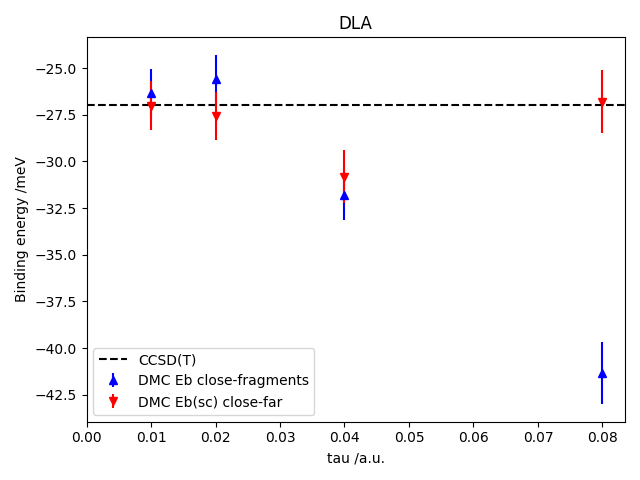 DLA
Binding energy /meV
−25.0
−27.5
−30.0
−32.5
−35.0
−37.5
−40.0
−42.5
CCSD(T)
DMC Eb close-fragments
DMC Eb(sc) close-far
0.00 0.01 0.02 0.03 0.04 0.05 0.06 0.07 0.08
tau /a.u.